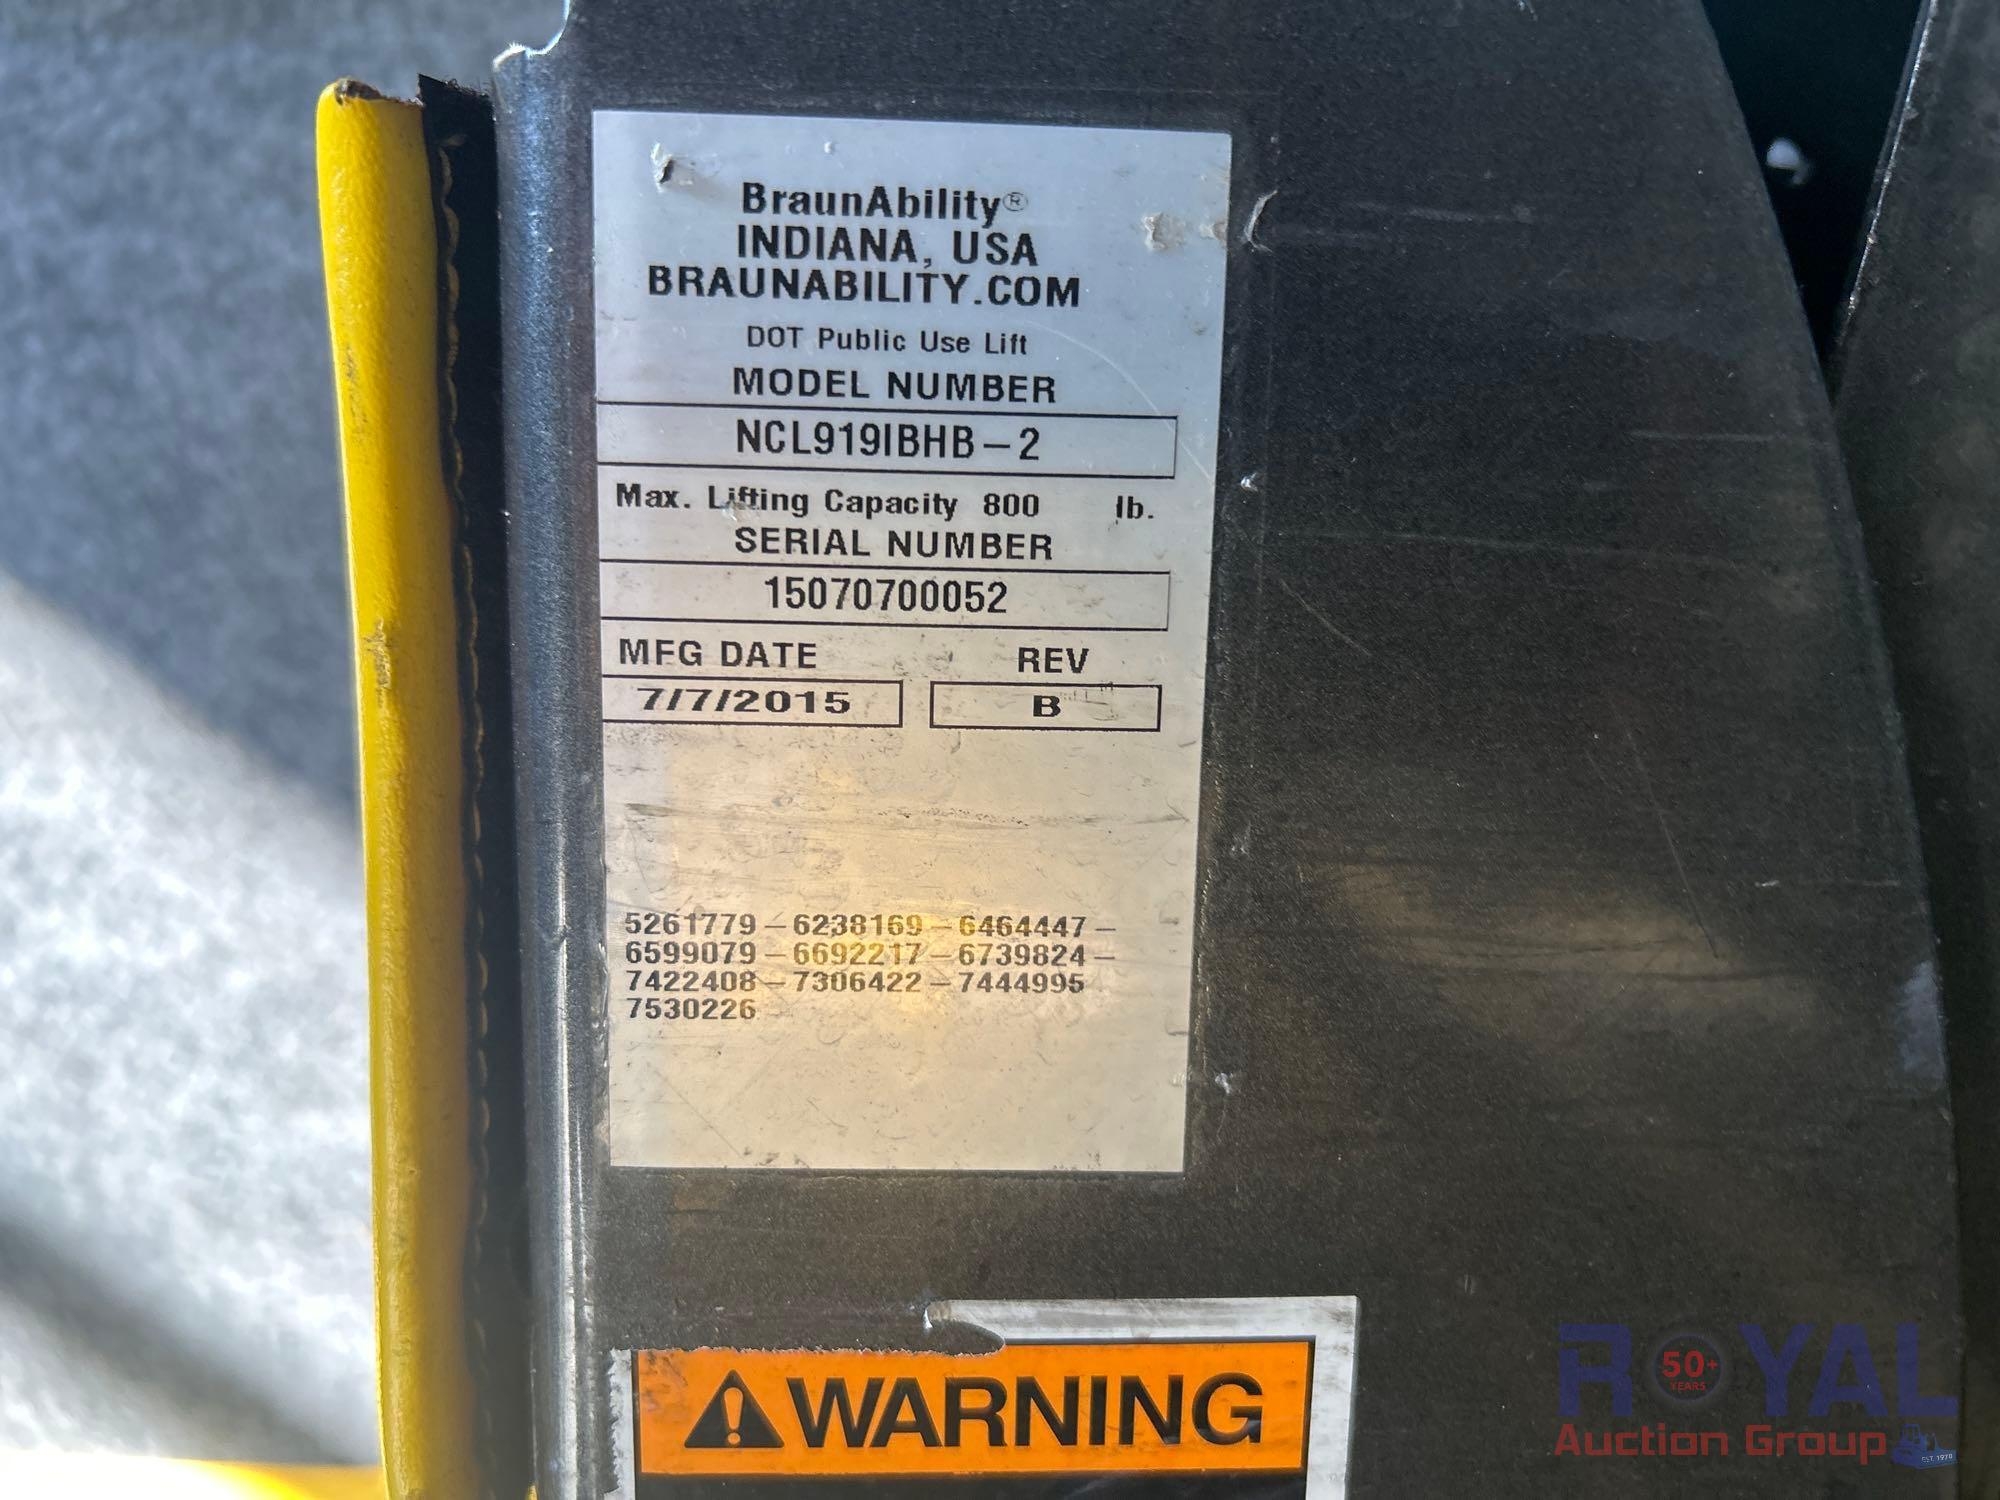 BraunAbility®
INDIANA, USA
BRAUNABILITY.COM
DOT Public Use Lift
MODEL NUMBER
NCL919IBHB-2
Max. Lifting Capacity 800 lb.
SERIAL NUMBER
15070700052
MFG DATE REV
7/7/2015 B
5261779-6238169-6464447-
6599079-6692217-6739824-
7422408-7306422-7444995
7530226
WARNING
ROYAL
50+
YEARS
Auction Group
EST. 1970